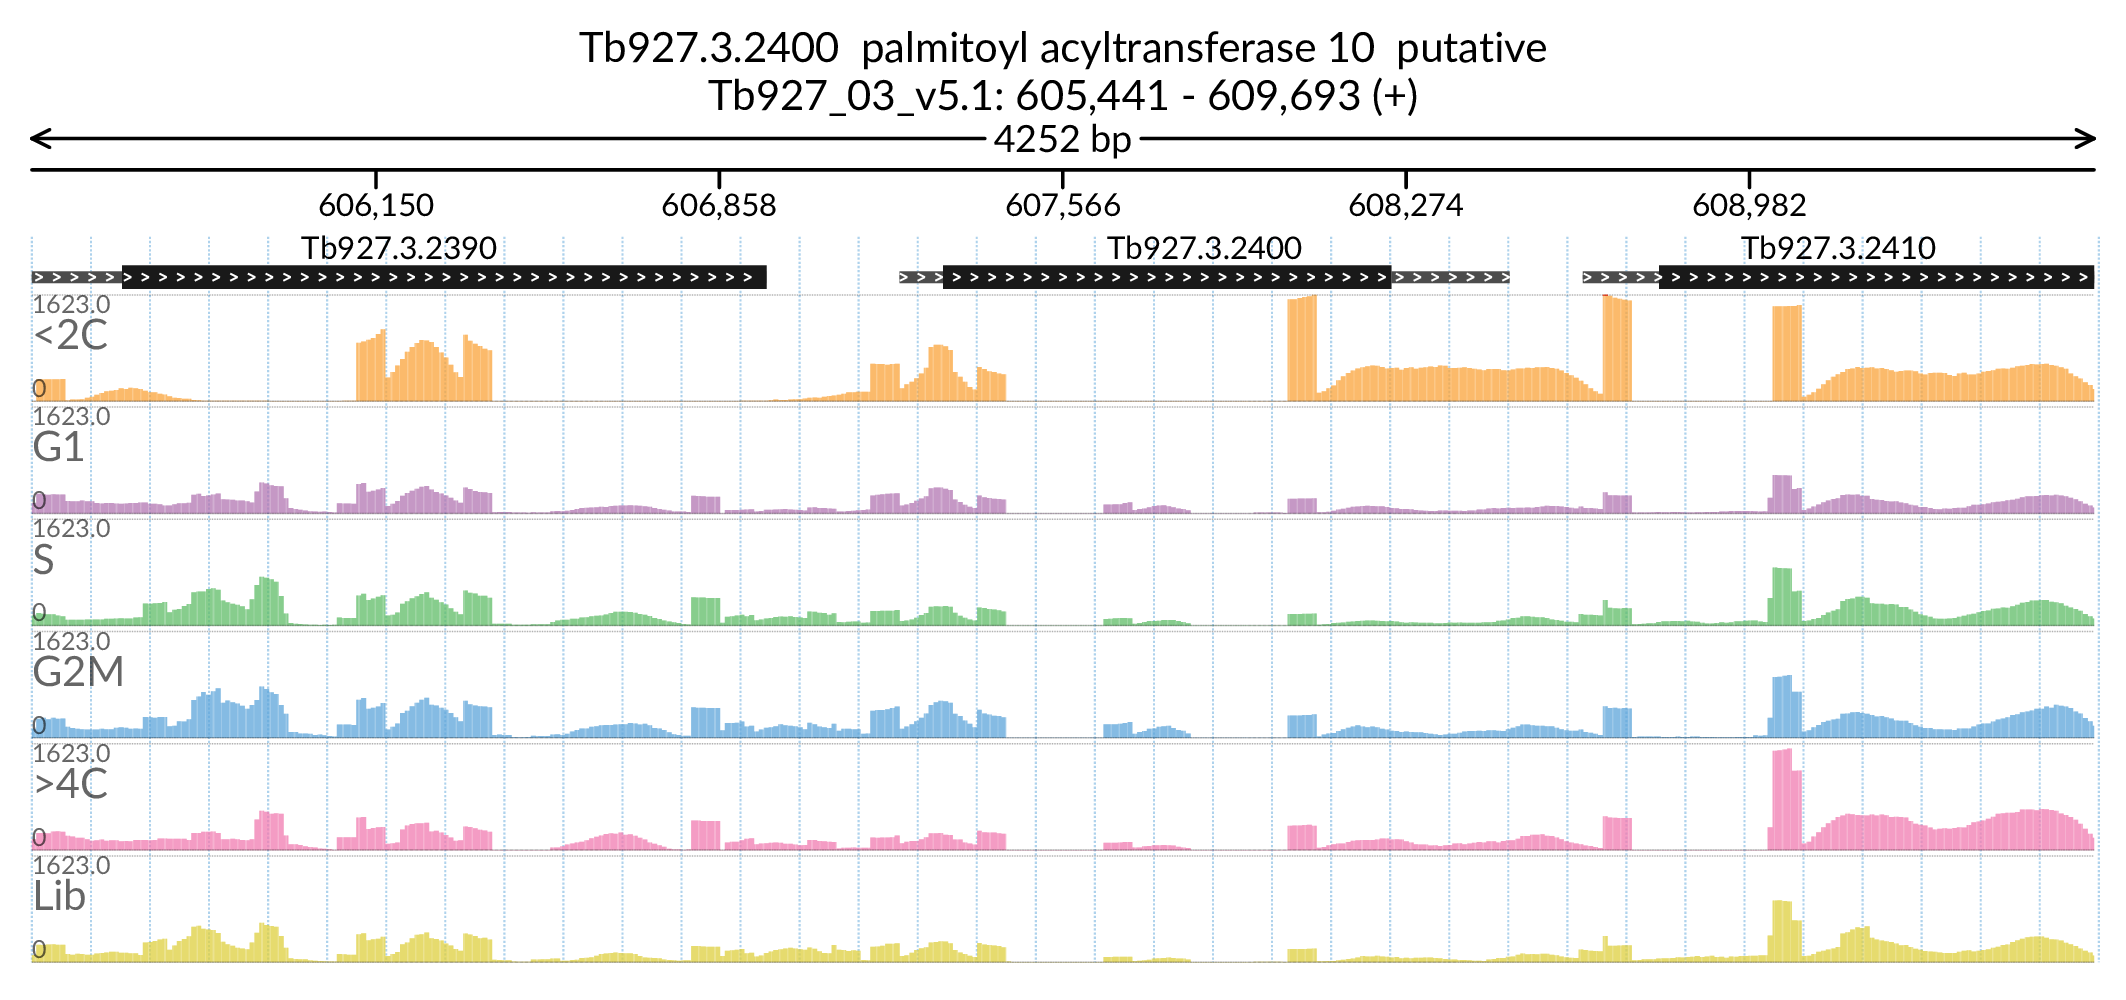 Tb927.3.2400 palmitoyl acyltransferase 10 putative
Tb927_03_v5.1: 605,441 - 609,693 (+)
4252 bp
606,150 606,858 607,566 608,274 608,982
Tb927.3.2390 Tb927.3.2400 Tb927.3.2410
1623.0
<2C
0
1623.0
G1
0
1623.0
S
0
1623.0
G2M
0
1623.0
>4C
0
1623.0
Lib
0